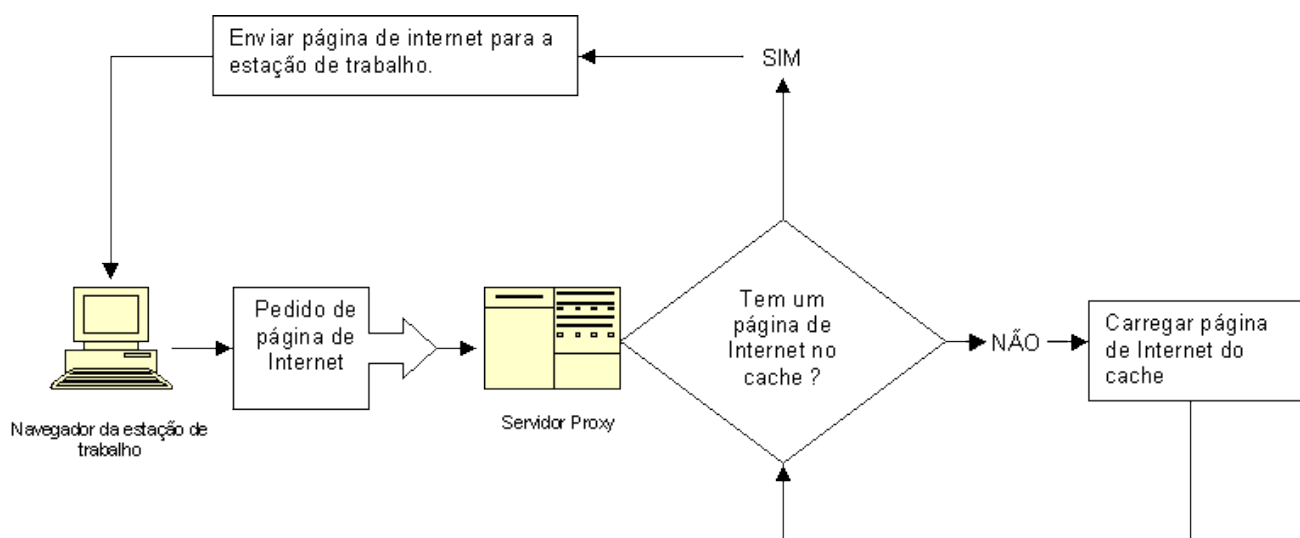 Enviar página de internet para a
estação de trabalho.
SIM
Pedido de
página de
Internet
Tem um
página de
Internet no
cache ?
NÃO
Carregar página
de Internet do
cache
Servidor Proxy
Navegador da estação de
trabalho